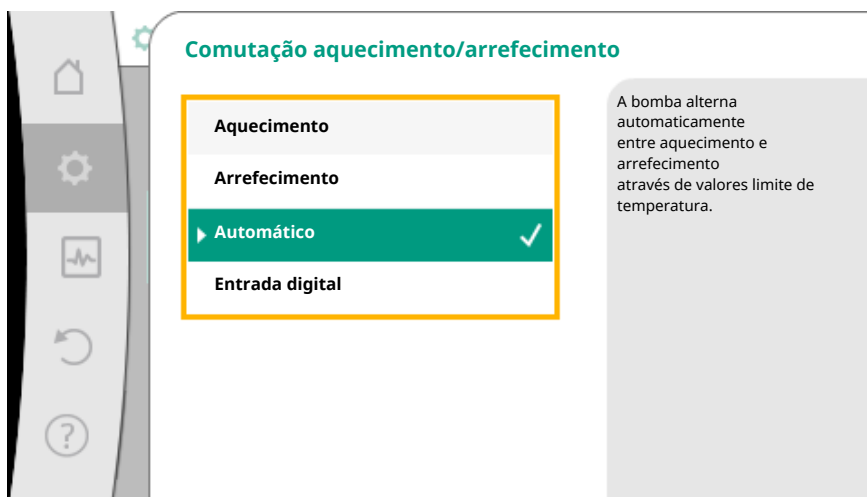 Comutação aquecimento/arrefecimento
Aquecimento
Arrefecimento
Automático
Entrada digital
A bomba alterna
automaticamente
entre aquecimento e
arrefecimento
através de valores limite de
temperatura.